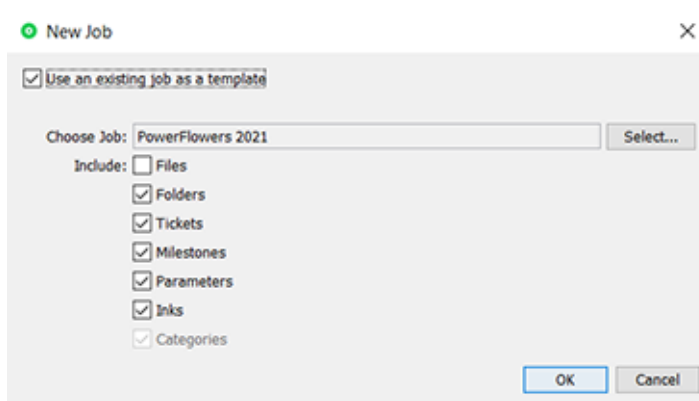 New Job
Use an existing job as a template
Choose Job: PowerFlowers 2021 Select...
Include: Files
Folders
Tickets
Milestones
Parameters
Inks
Categories
OK Cancel